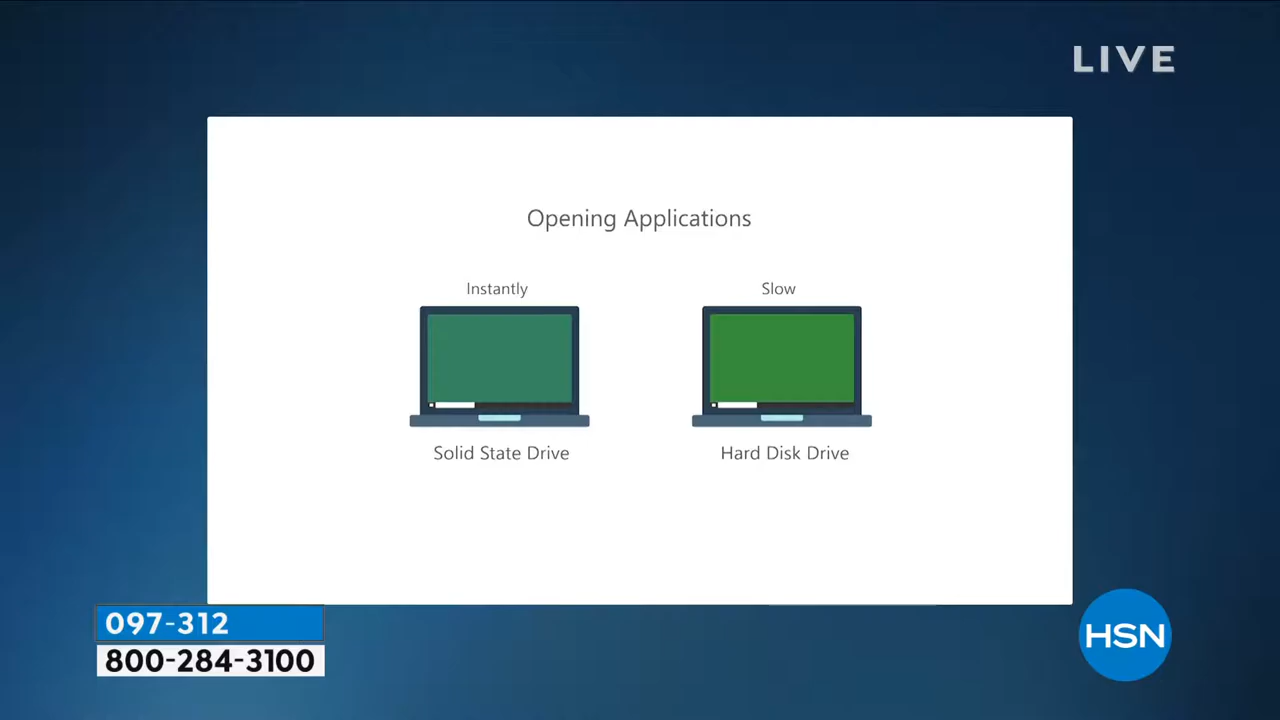 LIVE
Opening Applications
Instantly
Slow
Solid State Drive
Hard Disk Drive
097-312
800-284-3100
HSN